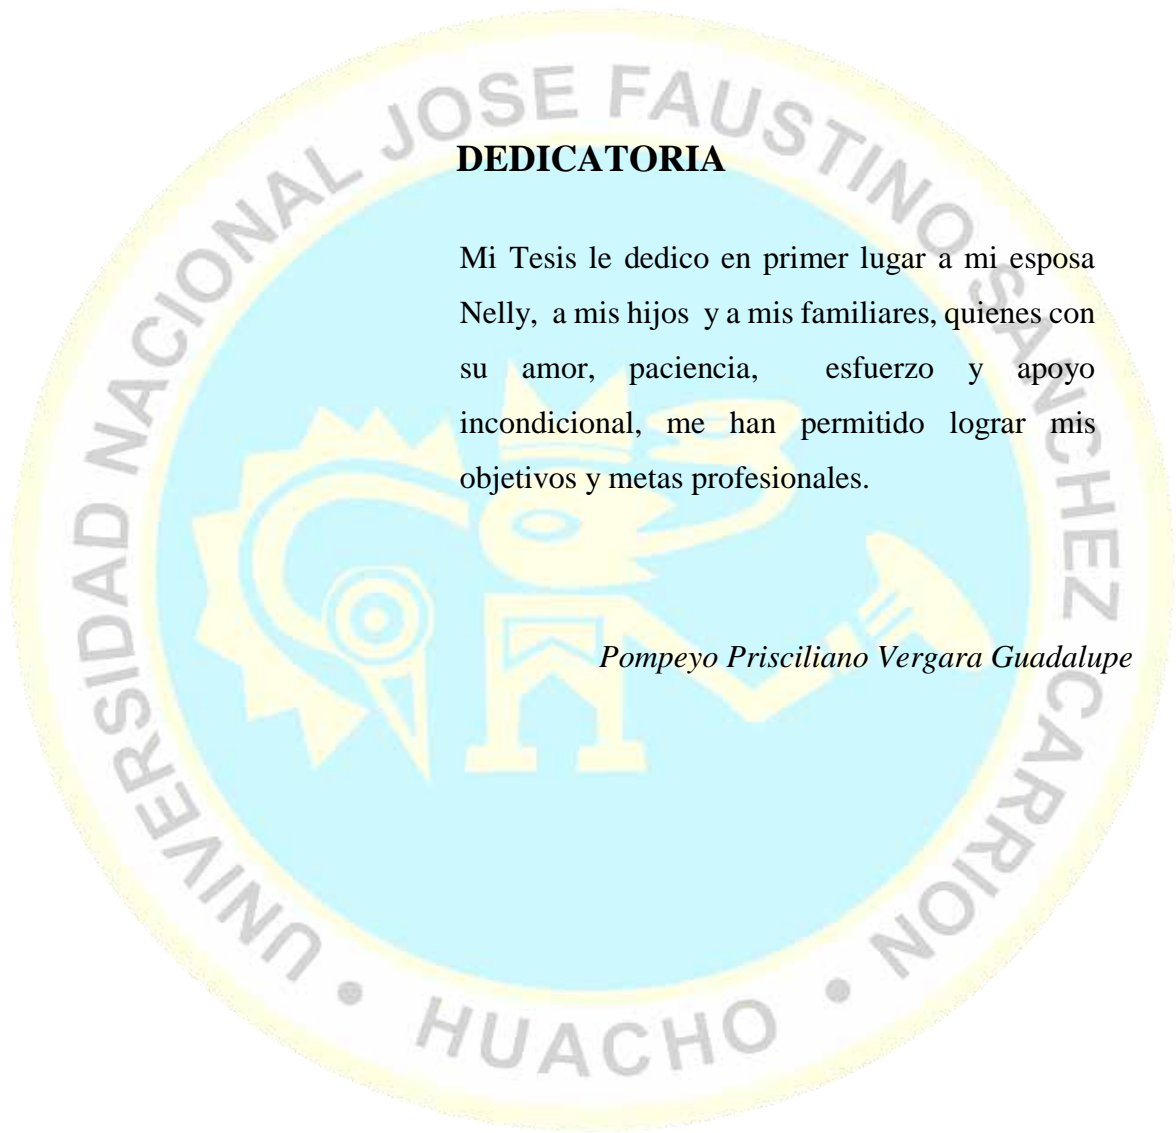 DEDICATORIA
Mi Tesis le dedico en primer lugar a mi esposa
Nelly, a mis hijos y a mis familiares, quienes con
su amor, paciencia, esfuerzo y apoyo
incondicional, me han permitido lograr mis
objetivos y metas profesionales.
Pompeyo Prisciliano Vergara Guadalupe
UNIVERSIDAD NACIONAL JOSE FAUSTINO SANCHEZ CARRION
• HUACHO •